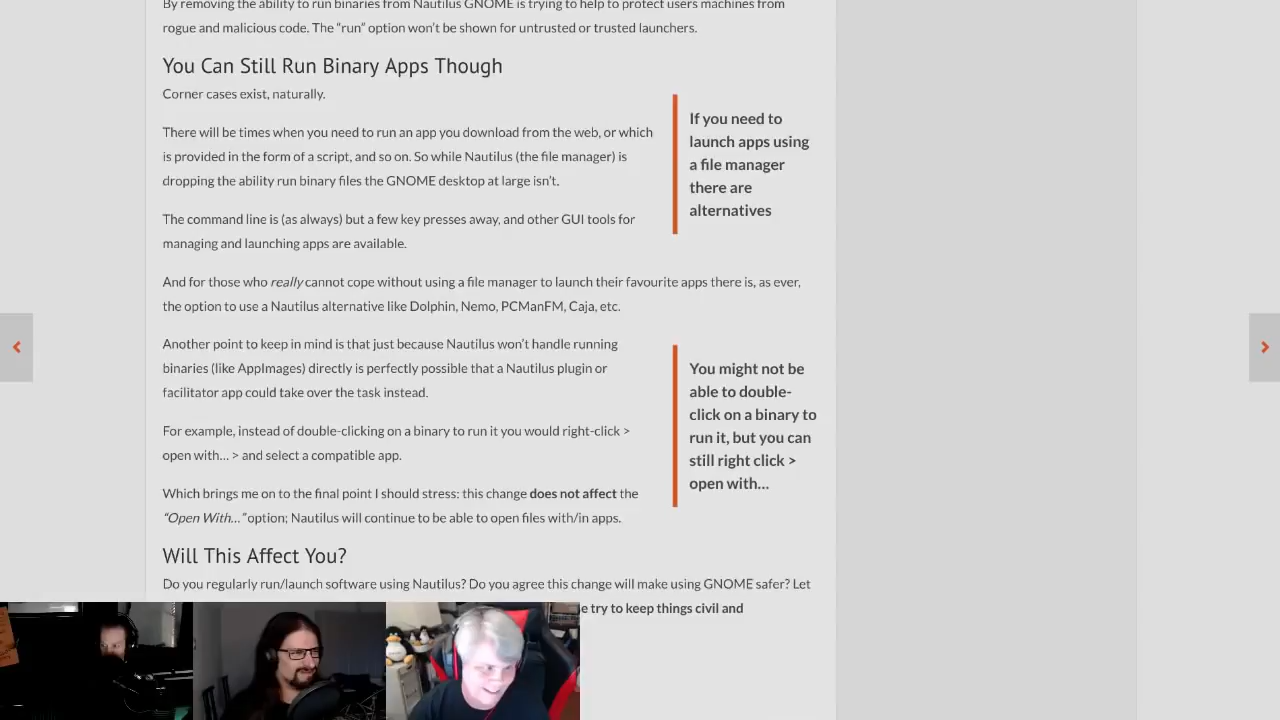 By removing the ability to run binaries from Nautilus GNOME is trying to help to protect users machines from
rogue and malicious code. The “run” option won’t be shown for untrusted or trusted launchers.
You Can Still Run Binary Apps Though
Corner cases exist, naturally.
There will be times when you need to run an app you download from the web, or which
is provided in the form of a script, and so on. So while Nautilus (the file manager) is
dropping the ability run binary files the GNOME desktop at large isn’t.
The command line is (as always) but a few key presses away, and other GUI tools for
managing and launching apps are available.
If you need to
launch apps using
a file manager
there are
alternatives
And for those who really cannot cope without using a file manager to launch their favourite apps there is, as ever,
the option to use a Nautilus alternative like Dolphin, Nemo, PCManFM, Caja, etc.
Another point to keep in mind is that just because Nautilus won’t handle running
binaries (like AppImages) directly is perfectly possible that a Nautilus plugin or
facilitator app could take over the task instead.
For example, instead of double-clicking on a binary to run it you would right-click >
open with… > and select a compatible app.
Which brings me on to the final point I should stress: this change does not affect the
“Open With…” option; Nautilus will continue to be able to open files with/in apps.
You might not be
able to double-
click on a binary to
run it, but you can
still right click >
open with…
Will This Affect You?
Do you regularly run/launch software using Nautilus? Do you agree this change will make using GNOME safer? Let
try to keep things civil and